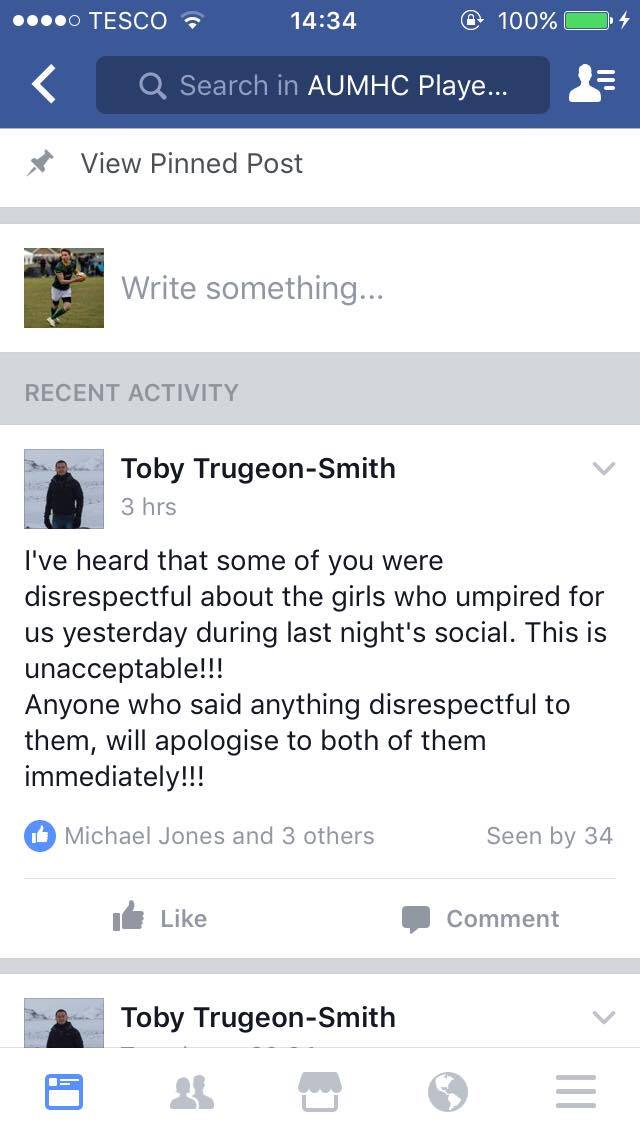 TESCO 14:34 100%
Search in AUMHC Playe...
View Pinned Post
Write something...
RECENT ACTIVITY
Toby Trugeon-Smith
3 hrs
I've heard that some of you were
disrespectful about the girls who umpired for
us yesterday during last night's social. This is
unacceptable!!!
Anyone who said anything disrespectful to
them, will apologise to both of them
immediately!!!
Michael Jones and 3 others Seen by 34
Like Comment
Toby Trugeon-Smith